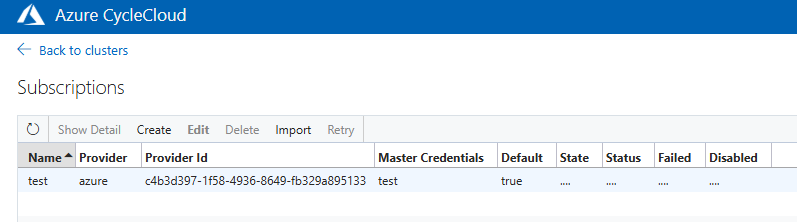 Azure CycleCloud
Back to clusters
Subscriptions
Show Detail Create Edit Delete Import Retry
Name Provider Provider Id Master Credentials Default State Status Failed Disabled
test azure c4b3d397-1f58-4936-8649-fb329a895133 test true .... .... .... ....